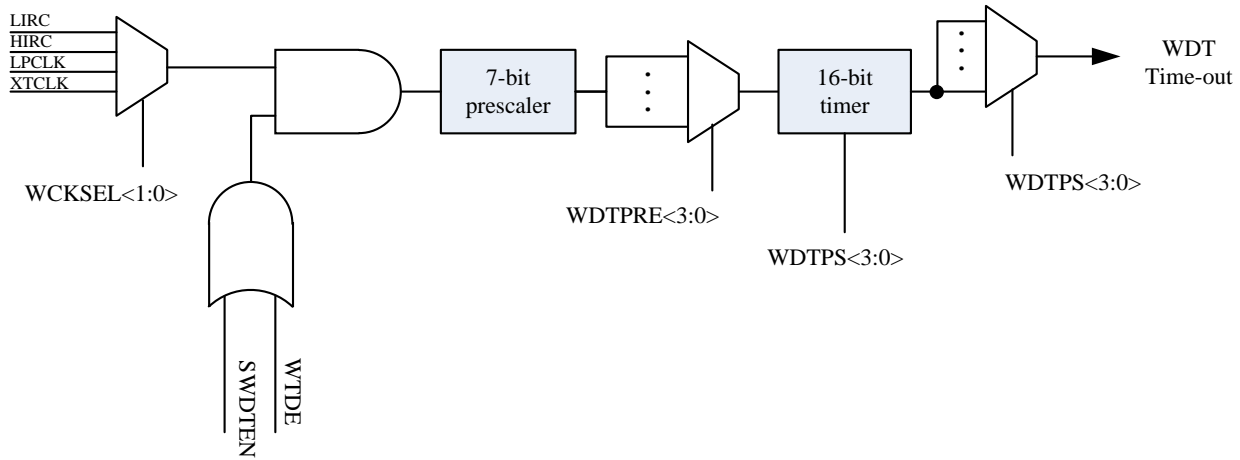 LIRC
HIRC
LPCLK
XTCLK
WCKSEL<1:0>
SWDTEN
WTDE
7-bit
prescaler
WDTPRE<3:0>
16-bit
timer
WDTPS<3:0>
WDTPS<3:0>
WDT
Time-out